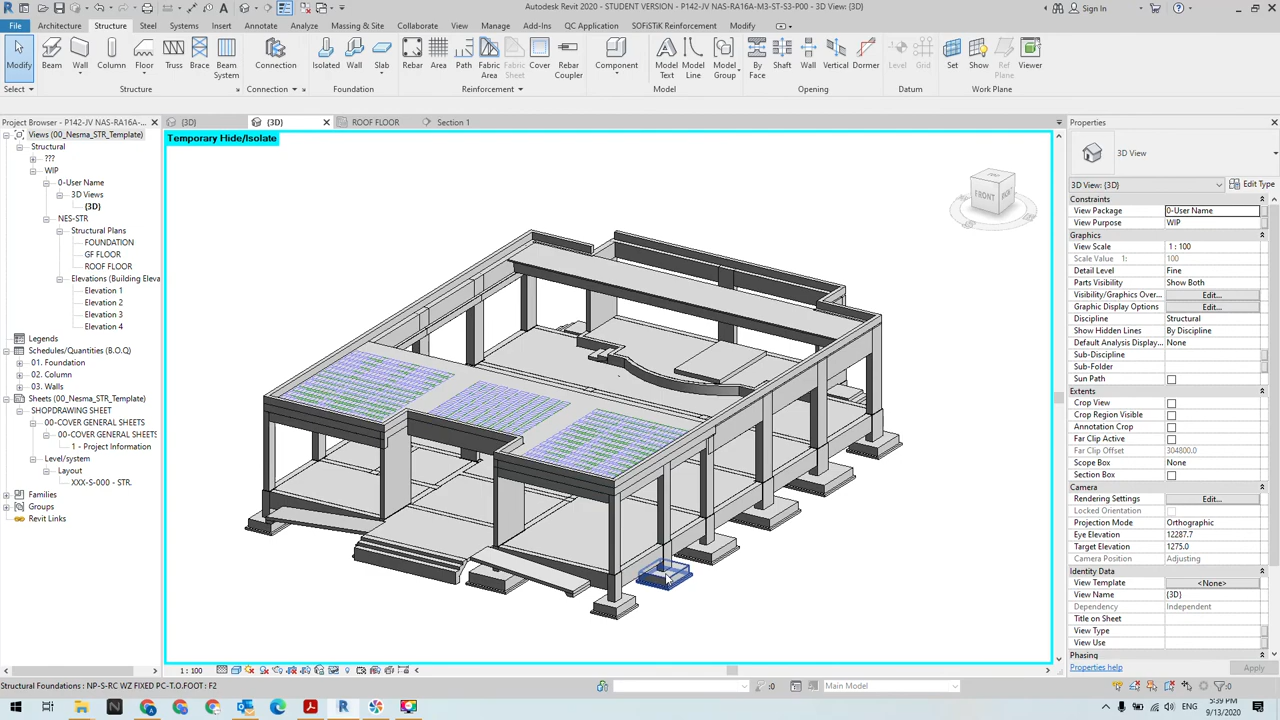 Autodesk Revit 2020 - STUDENT VERSION - P142-JV NAS-RA16A-M3-ST-S3-P00 - 3D View: {3D}
Sign In
File Architecture Structure Steel Systems Insert Annotate Analyze Massing & Site Collaborate View Manage Add-Ins QC Application SOFiSTiK Reinforcement Modify
Modify Beam Wall Column Floor Truss Brace Beam System Connection Isolated Wall Slab Rebar Area Path Fabric Area Fabric Sheet Cover Rebar Coupler Component Model Text Model Line Model Group By Face Shaft Wall Vertical Dormer Level Grid Set Show Ref Plane Viewer
Select Structure Connection Foundation Reinforcement Model Opening Datum Work Plane
Project Browser - P142-JV NAS-RA16A-...
{3D} {3D} ROOF FLOOR Section 1
Properties
Temporary Hide/Isolate
Views (00_Nesma_STR_Template)
Structural
???
WIP
0-User Name
3D Views
{3D}
NES-STR
Structural Plans
FOUNDATION
GF FLOOR
ROOF FLOOR
Elevations (Building Eleva
Elevation 1
Elevation 2
Elevation 3
Elevation 4
Legends
Schedules/Quantities (B.O.Q)
01. Foundation
02. Column
03. Walls
Sheets (00_Nesma_STR_Template)
SHOPDRAWING SHEET
00-COVER GENERAL SHEETS
00-COVER GENERAL SHEETS
1 - Project Information
Level/system
Layout
XXX-S-000 - STR.
Families
Groups
Revit Links
FRONT
3D View
3D View: {3D} Edit Type
Constraints
View Package 0-User Name
View Purpose WIP
Graphics
View Scale 1 : 100
Scale Value 1: 100
Detail Level Fine
Parts Visibility Show Both
Visibility/Graphics Over... Edit...
Graphic Display Options Edit...
Discipline Structural
Show Hidden Lines By Discipline
Default Analysis Display... None
Sub-Discipline
Sub-Folder
Sun Path
Extents
Crop View
Crop Region Visible
Annotation Crop
Far Clip Active
Far Clip Offset 304800.0
Scope Box None
Section Box
Camera
Rendering Settings Edit...
Locked Orientation
Projection Mode Orthographic
Eye Elevation 12287.7
Target Elevation 1275.0
Camera Position Adjusting
Identity Data
View Template <None>
View Name {3D}
Dependency Independent
Title on Sheet
View Type
View Use
Phasing
Properties help Apply
1 : 100
Structural Foundations : NP-S-RC WZ FIXED PC-T.O.FOOT : F2
:0 Main Model :0
5:39 PM
9/13/2020